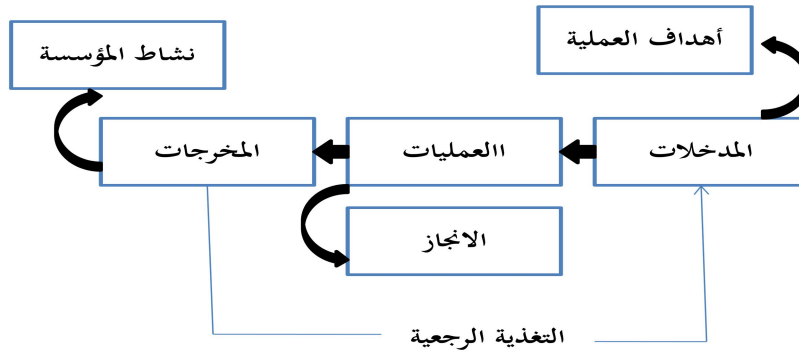 أهداف العملية
نشاط المؤسسة
المدخلات
االعمليات
المخرجات
الانجاز
التغذية الرجعية